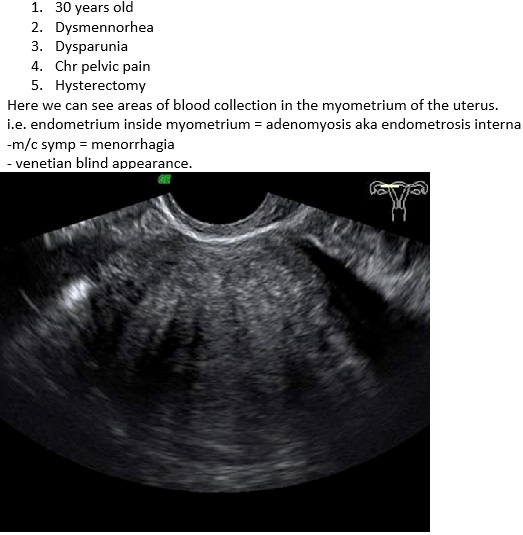 1. 30 years old
2. Dysmennorhea
3. Dysparunia
4. Chr pelvic pain
5. Hysterectomy
Here we can see areas of blood collection in the myometrium of the uterus.
i.e. endometrium inside myometrium = adenomyosis aka endometrosis interna
-m/c symp = menorrhagia
- venetian blind appearance.